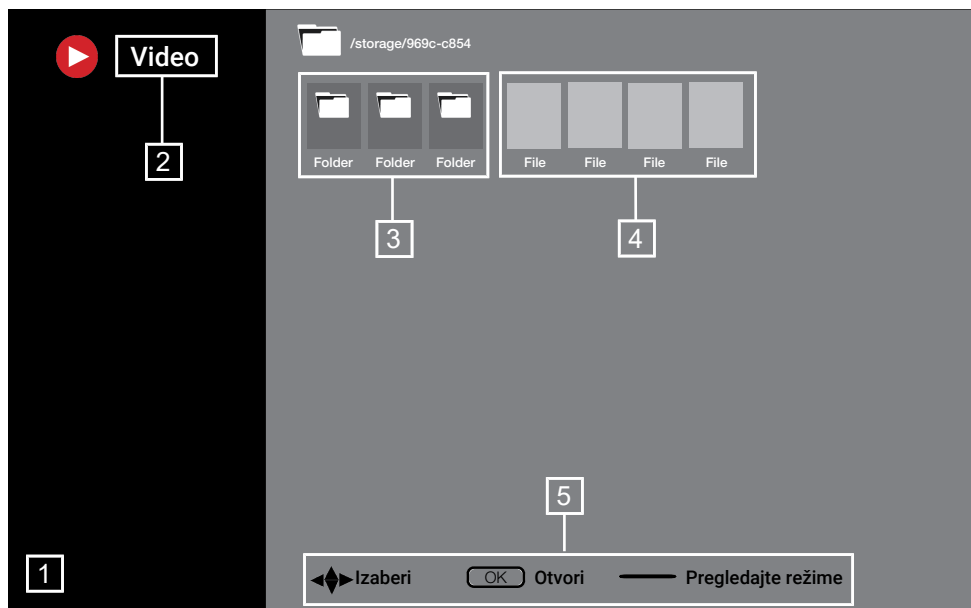 Video
/storage/969c-c854
Folder Folder Folder File File File File
2
3 4
5
1
Izaberi OK Otvori Pregledajte režime